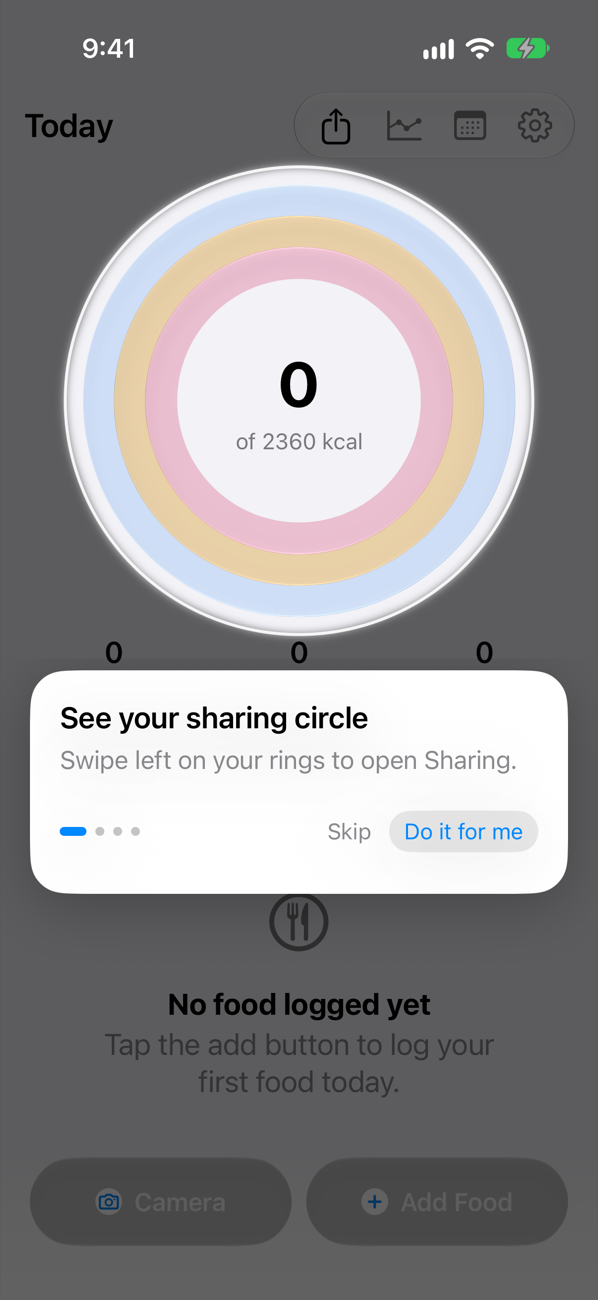 9:41
Today
0
of 2360 kcal
0 0 0
See your sharing circle
Swipe left on your rings to open Sharing.
Skip Do it for me
No food logged yet
Tap the add button to log your
first food today.
Camera Add Food